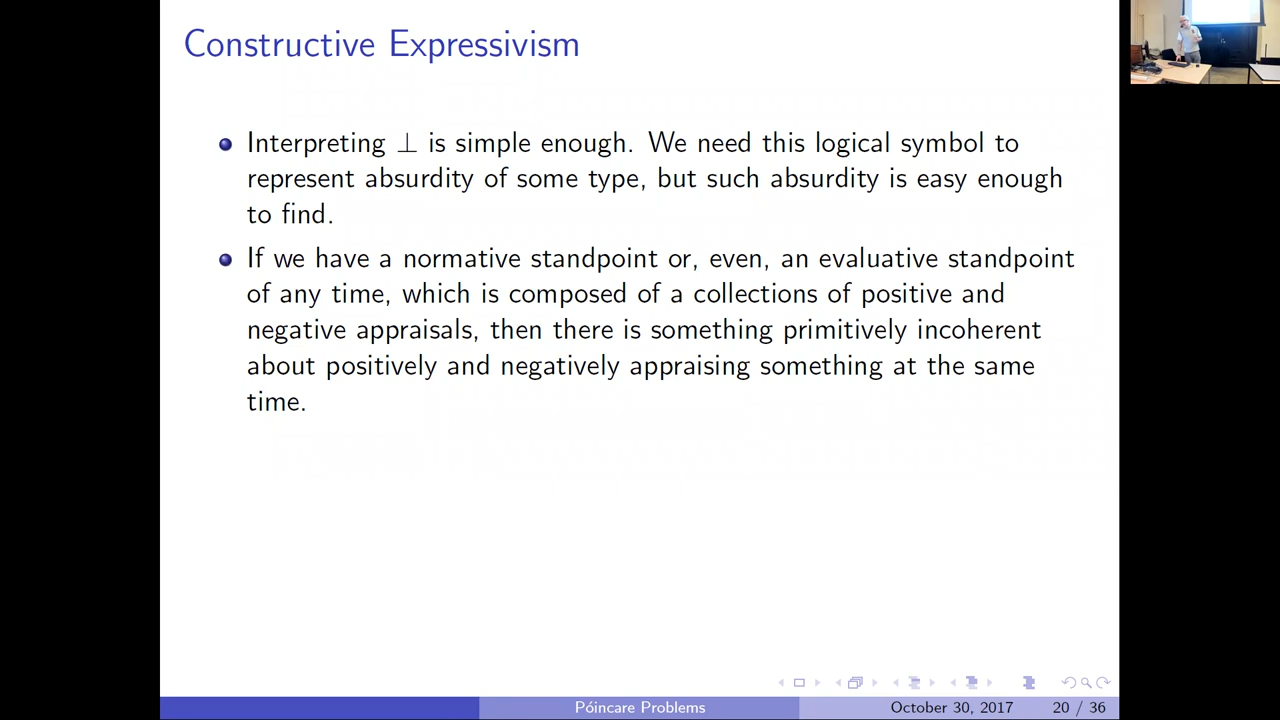 Constructive Expressivism
Interpreting ⊥ is simple enough. We need this logical symbol to
represent absurdity of some type, but such absurdity is easy enough
to find.
If we have a normative standpoint or, even, an evaluative standpoint
of any time, which is composed of a collections of positive and
negative appraisals, then there is something primitively incoherent
about positively and negatively appraising something at the same
time.
Póincare Problems
October 30, 2017
20 / 36